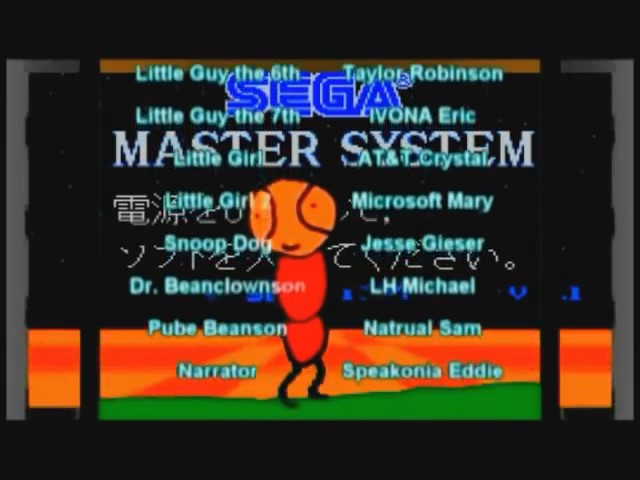 Little Guy the 6th Taylor Robinson
SEGA®
Little Guy the 7th IVONA Eric
MASTER SYSTEM
Little Girl AT&T Crystal
Little Girl 2 Microsoft Mary
電源を
Snoop Dog Jesse Gieser
ソフトを入れてください。
Dr. Beanclownson LH Michael
Pube Beanson Natrual Sam
Narrator Speakonia Eddie